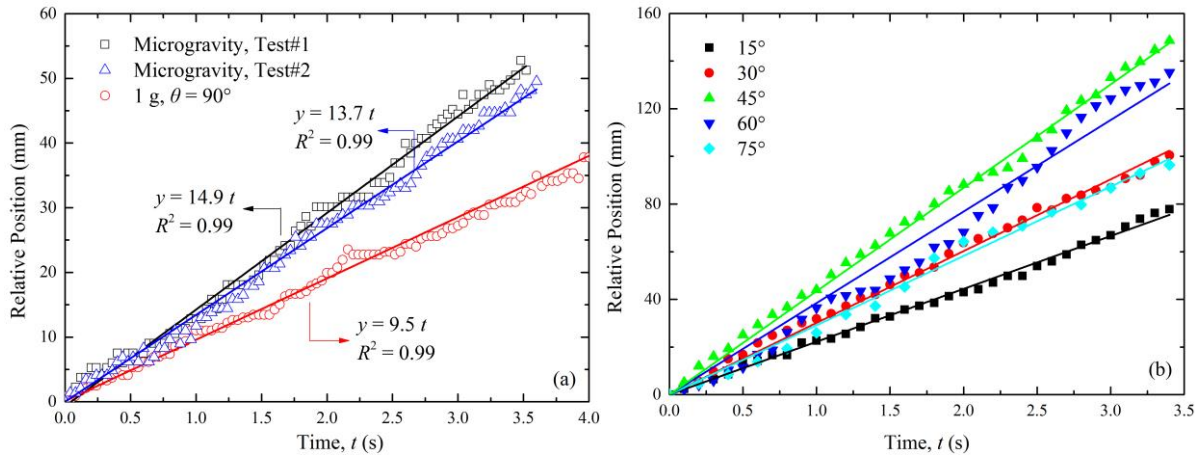 Relative Position (mm)
60
50
40
30
20
10
0
Microgravity, Test#1
Microgravity, Test#2
1 g, θ = 90°
y = 13.7 t
R² = 0.99
y = 14.9 t
R² = 0.99
y = 9.5 t
R² = 0.99
(a)
0.0 0.5 1.0 1.5 2.0 2.5 3.0 3.5 4.0
Time, t (s)
Relative Position (mm)
160
120
80
40
0
15°
30°
45°
60°
75°
(b)
0.0 0.5 1.0 1.5 2.0 2.5 3.0 3.5
Time, t (s)